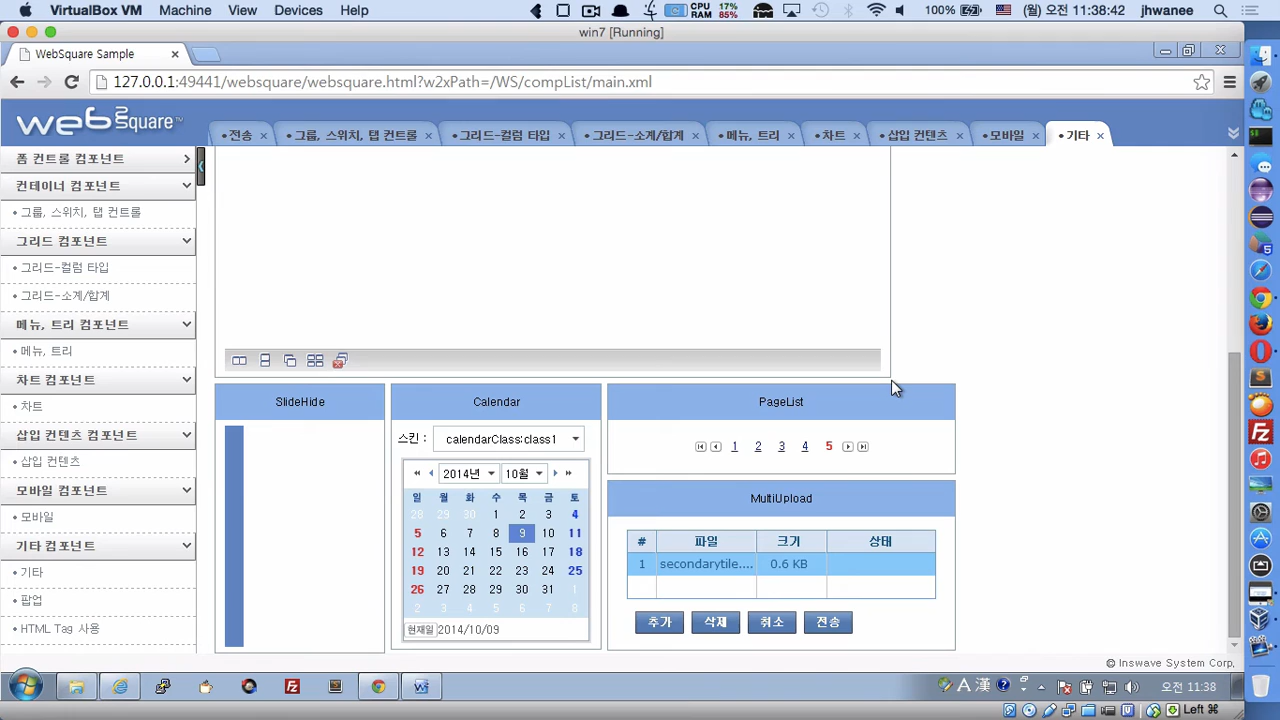 VirtualBox VM Machine View Devices Help CPU RAM 17% 85% 100% (월) 오전 11:38:42 jhwanee
win7 [Running]
WebSquare Sample
127.0.0.1:49441/websquare/websquare.html?w2xPath=/WS/cmpList/main.xml
web Square ™
•전송 •그룹, 스위치, 탭 컨트롤 •그리드-컬럼 타입 •그리드-소계/합계 •메뉴, 트리 •차트 •삽입 컨텐츠 •모바일 •기타
폼 컨트롤 컴포넌트
컨테이너 컴포넌트
•그룹, 스위치, 탭 컨트롤
그리드 컴포넌트
•그리드-컬럼 타입
•그리드-소계/합계
메뉴, 트리 컴포넌트
•메뉴, 트리
차트 컴포넌트
•차트
삽입 컨텐츠 컴포넌트
•삽입 컨텐츠
모바일 컴포넌트
•모바일
기타 컴포넌트
•기타
•팝업
•HTML Tag 사용
SlideHide
Calendar
스킨 : calendarClass:class1
2014년 10월
일 월 화 수 목 금 토
28 29 30 1 2 3 4
5 6 7 8 9 10 11
12 13 14 15 16 17 18
19 20 21 22 23 24 25
26 27 28 29 30 31 1
2 3 4 5 6 7 8
현재일 2014/10/09
PageList
1 2 3 4 5
MultiUpload
# 파일 크기 상태
1 secondarytile.... 0.6 KB
추가 삭제 취소 전송
Inswave System Corp,
A 漢 오전 11:38
Left ⌘